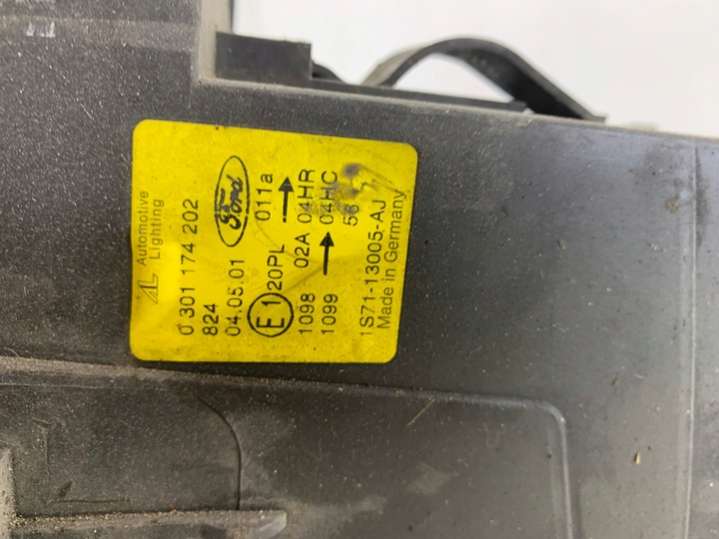 AL Automotive Lighting
0 301 174 202
824
04.05.01 Ford
E1 20PL 011a
1098 02A 04HR
1099 04HC
56
1S71-13005-AJ
Made in Germany